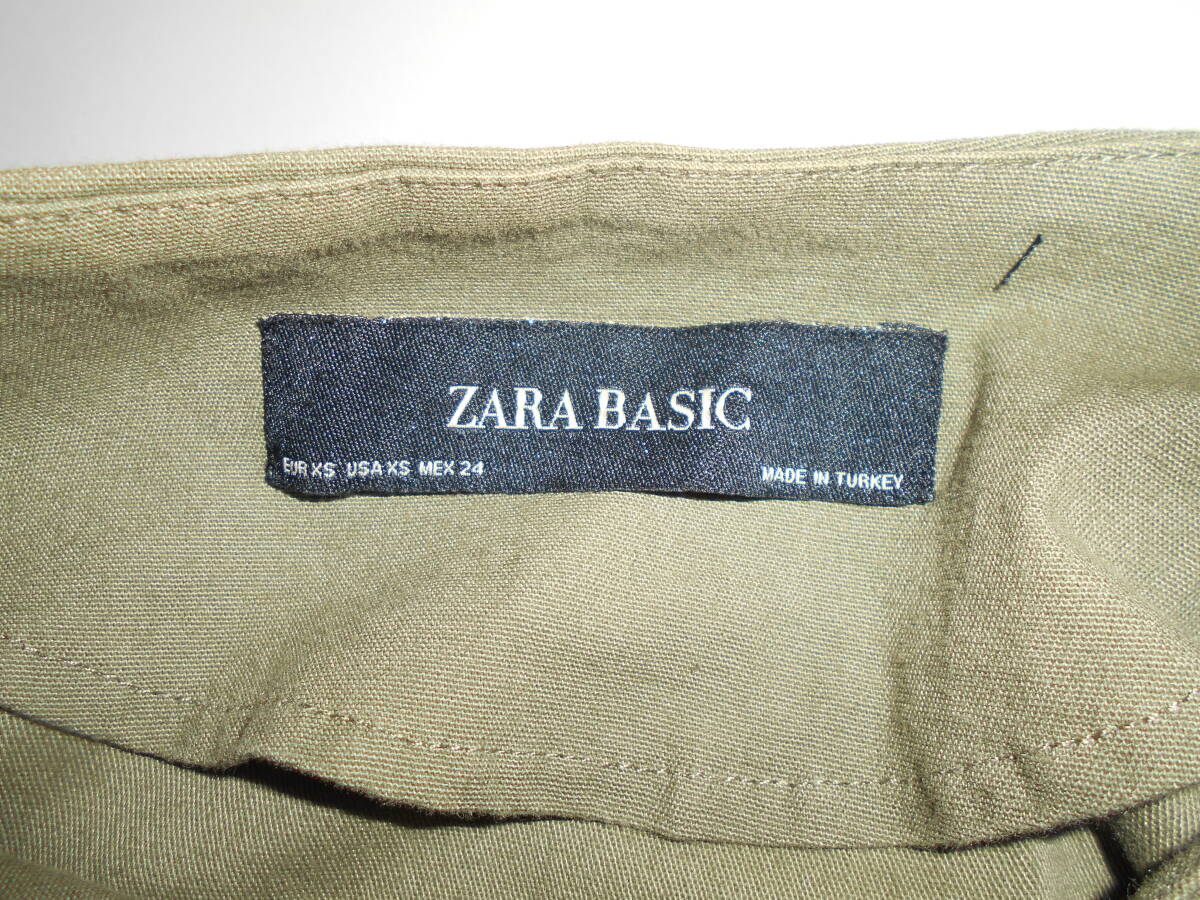 ZARA BASIC
EUR XS USA XS MEX 24 MADE IN TURKEY